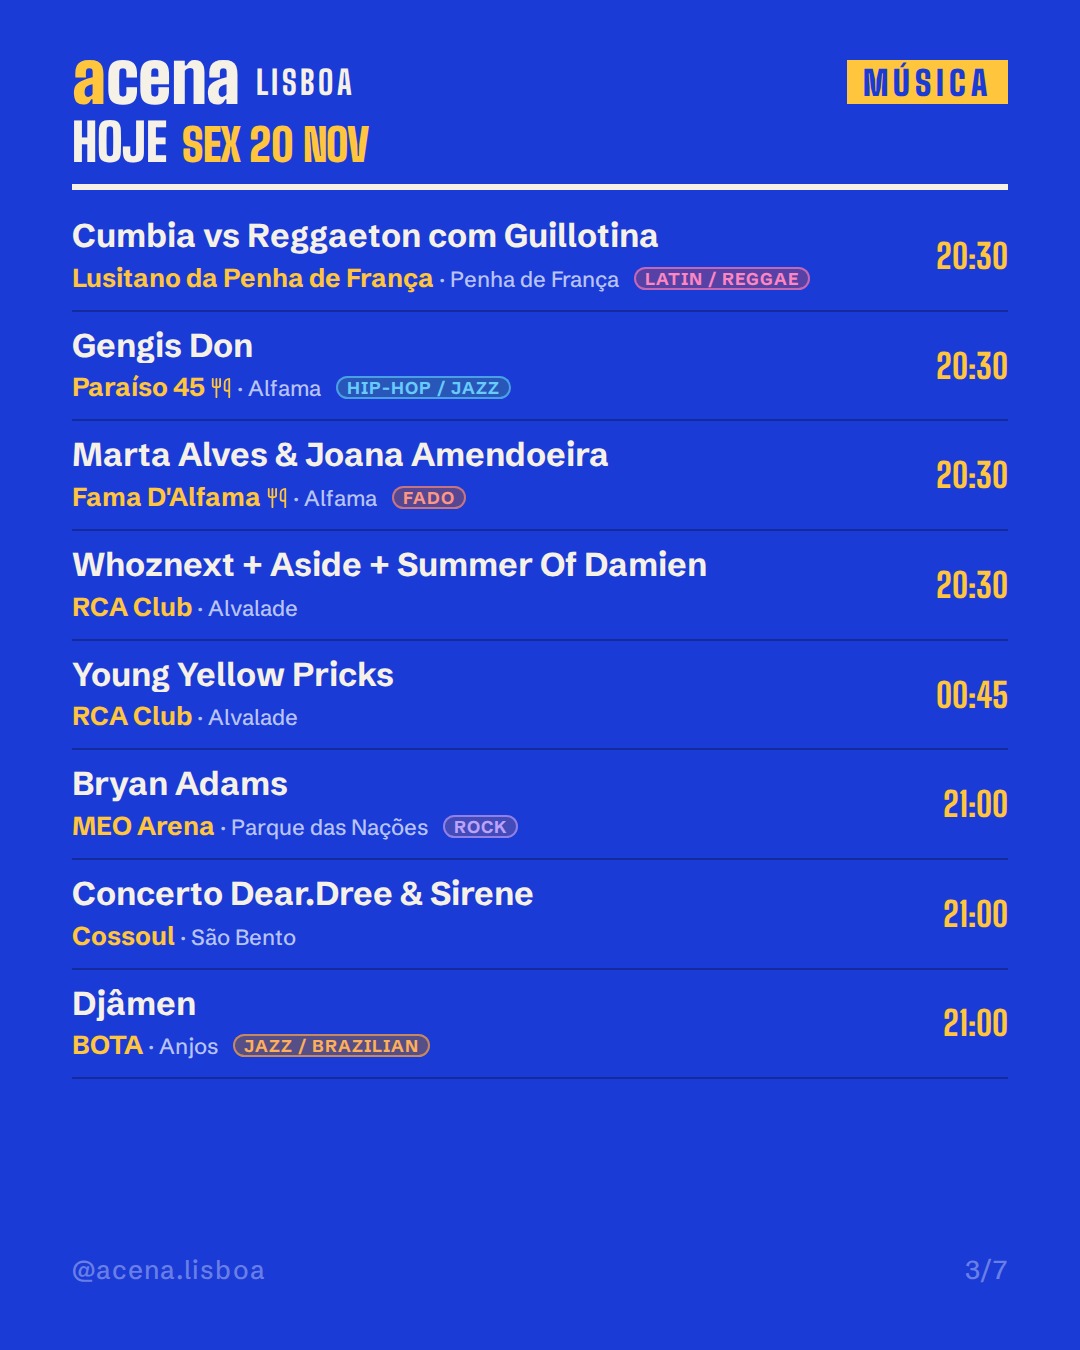 acena LISBOA
MÚSICA
HOJE SEX 20 NOV
Cumbia vs Reggaeton com Guillotina
20:30
Lusitano da Penha de França · Penha de França LATIN / REGGAE
Gengis Don
20:30
Paraíso 45 · Alfama HIP-HOP / JAZZ
Marta Alves & Joana Amendoeira
20:30
Fama D'Alfama · Alfama FADO
Whoznext + Aside + Summer Of Damien
20:30
RCA Club · Alvalade
Young Yellow Pricks
00:45
RCA Club · Alvalade
Bryan Adams
21:00
MEO Arena · Parque das Nações ROCK
Concerto Dear.Dree & Sirene
21:00
Cossoul · São Bento
Djâmen
21:00
BOTA · Anjos JAZZ / BRAZILIAN
@acena.lisboa
3/7